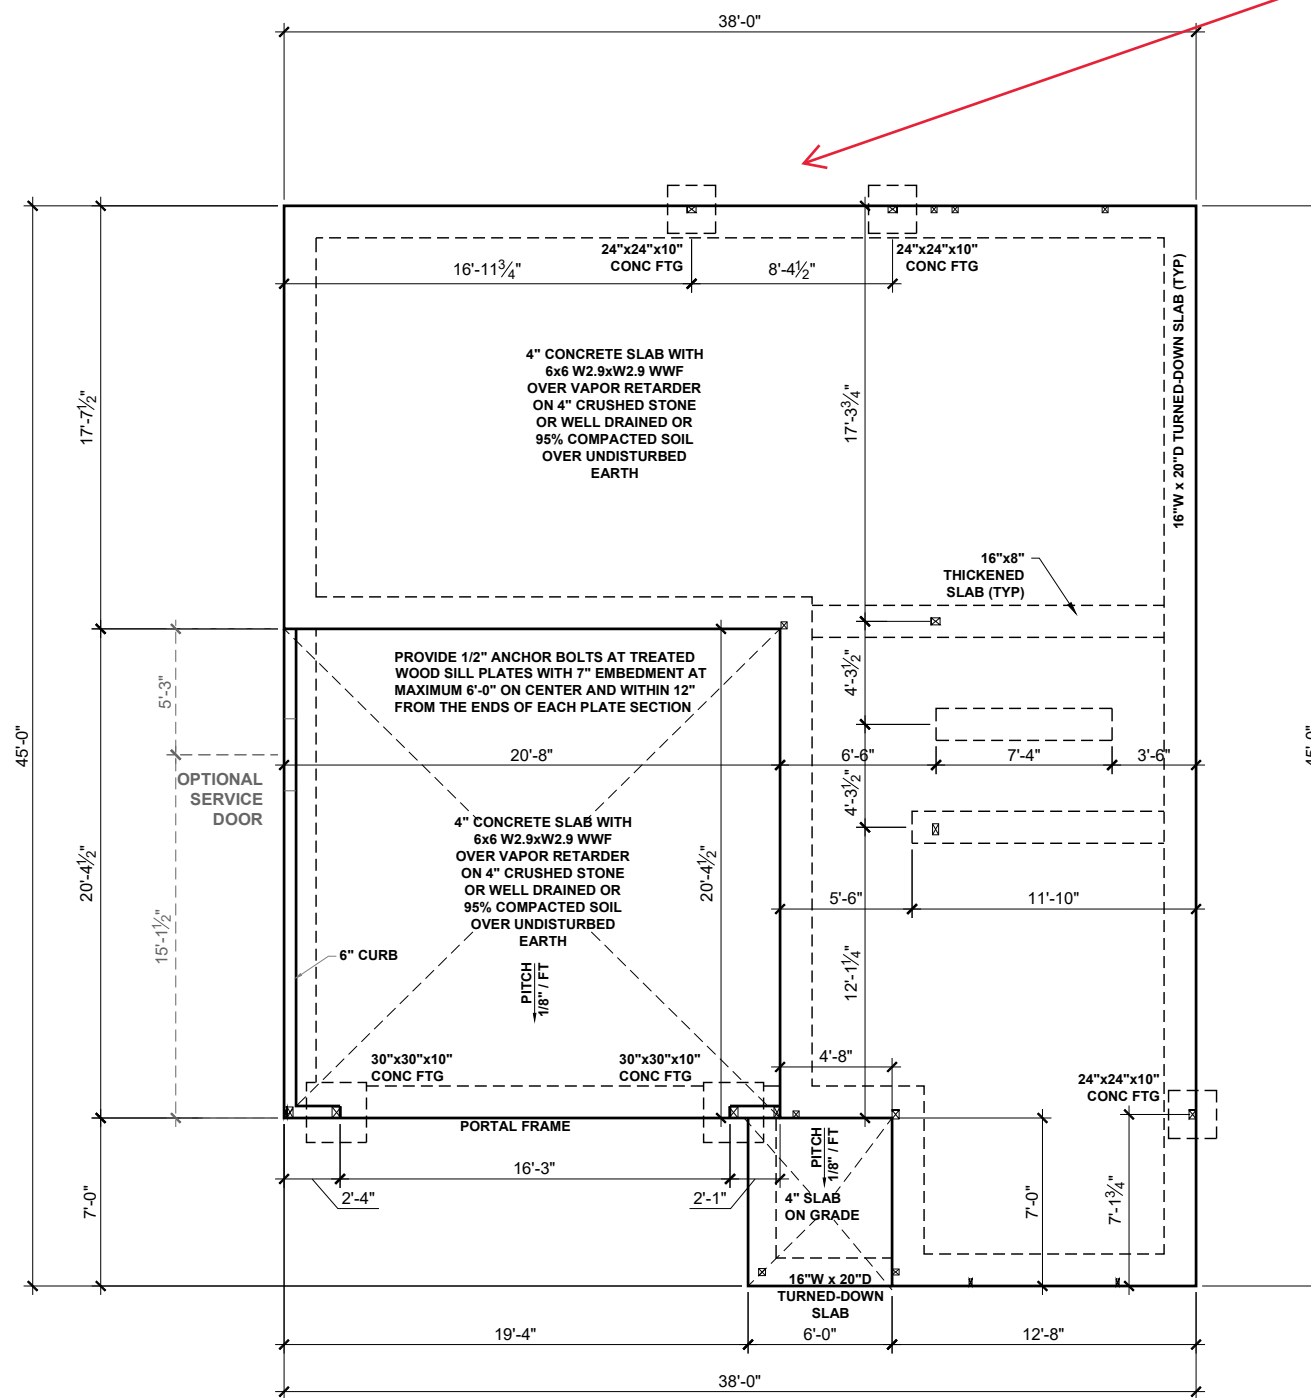 38'-0"
24"x24"x10"
CONC FTG
24"x24"x10"
CONC FTG
16'-11¾"
8'-4½"
16"W x 20"D TURNED-DOWN SLAB (TYP)
4" CONCRETE SLAB WITH
6x6 W2.9xW2.9 WWF
OVER VAPOR RETARDER
ON 4" CRUSHED STONE
OR WELL DRAINED OR
95% COMPACTED SOIL
OVER UNDISTURBED
EARTH
17'-7½"
17'-3¾"
16"x8"
THICKENED
SLAB (TYP)
PROVIDE 1/2" ANCHOR BOLTS AT TREATED
WOOD SILL PLATES WITH 7" EMBEDMENT AT
MAXIMUM 6'-0" ON CENTER AND WITHIN 12"
FROM THE ENDS OF EACH PLATE SECTION
5'-3"
4'-3½"
45'-0"
45'-0"
20'-8"
6'-6"
7'-4"
3'-6"
OPTIONAL
SERVICE
DOOR
4'-3½"
4" CONCRETE SLAB WITH
6x6 W2.9xW2.9 WWF
OVER VAPOR RETARDER
ON 4" CRUSHED STONE
OR WELL DRAINED OR
95% COMPACTED SOIL
OVER UNDISTURBED
EARTH
20'-4½"
20'-4½"
5'-6"
11'-10"
15'-1½"
6" CURB
12'-1¼"
PITCH
1/8" / FT
4'-8"
30"x30"x10"
CONC FTG
30"x30"x10"
CONC FTG
24"x24"x10"
CONC FTG
PORTAL FRAME
PITCH
1/8" / FT
16'-3"
2'-4"
2'-1"
4" SLAB
ON GRADE
7'-0"
7'-0"
7'-1¾"
16"W x 20"D
TURNED-DOWN
SLAB
19'-4"
6'-0"
12'-8"
38'-0"